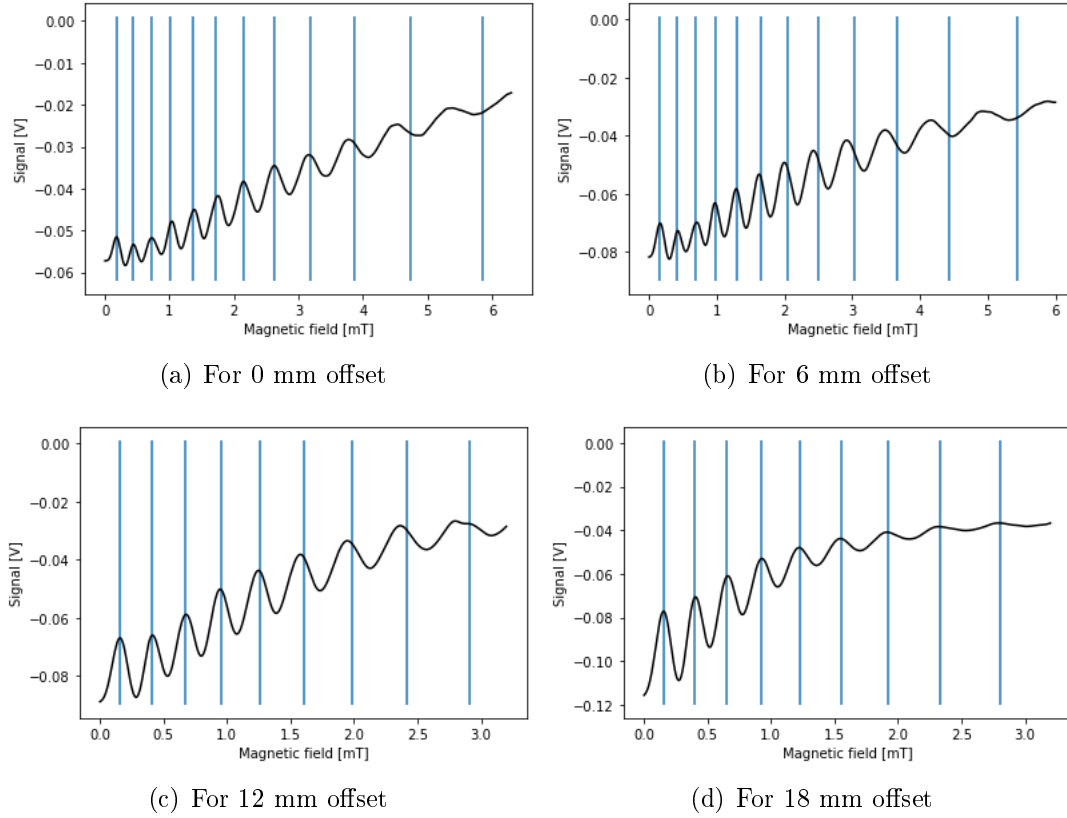 0.00
−0.01
−0.02
−0.03
−0.04
−0.05
−0.06
Signal [V]
0 1 2 3 4 5 6
Magnetic field [mT]
(a) For 0 mm offset
0.00
−0.02
−0.04
−0.06
−0.08
Signal [V]
0 1 2 3 4 5 6
Magnetic field [mT]
(b) For 6 mm offset
0.00
−0.02
−0.04
−0.06
−0.08
Signal [V]
0.0 0.5 1.0 1.5 2.0 2.5 3.0
Magnetic field [mT]
(c) For 12 mm offset
0.00
−0.02
−0.04
−0.06
−0.08
−0.10
−0.12
Signal [V]
0.0 0.5 1.0 1.5 2.0 2.5 3.0
Magnetic field [mT]
(d) For 18 mm offset